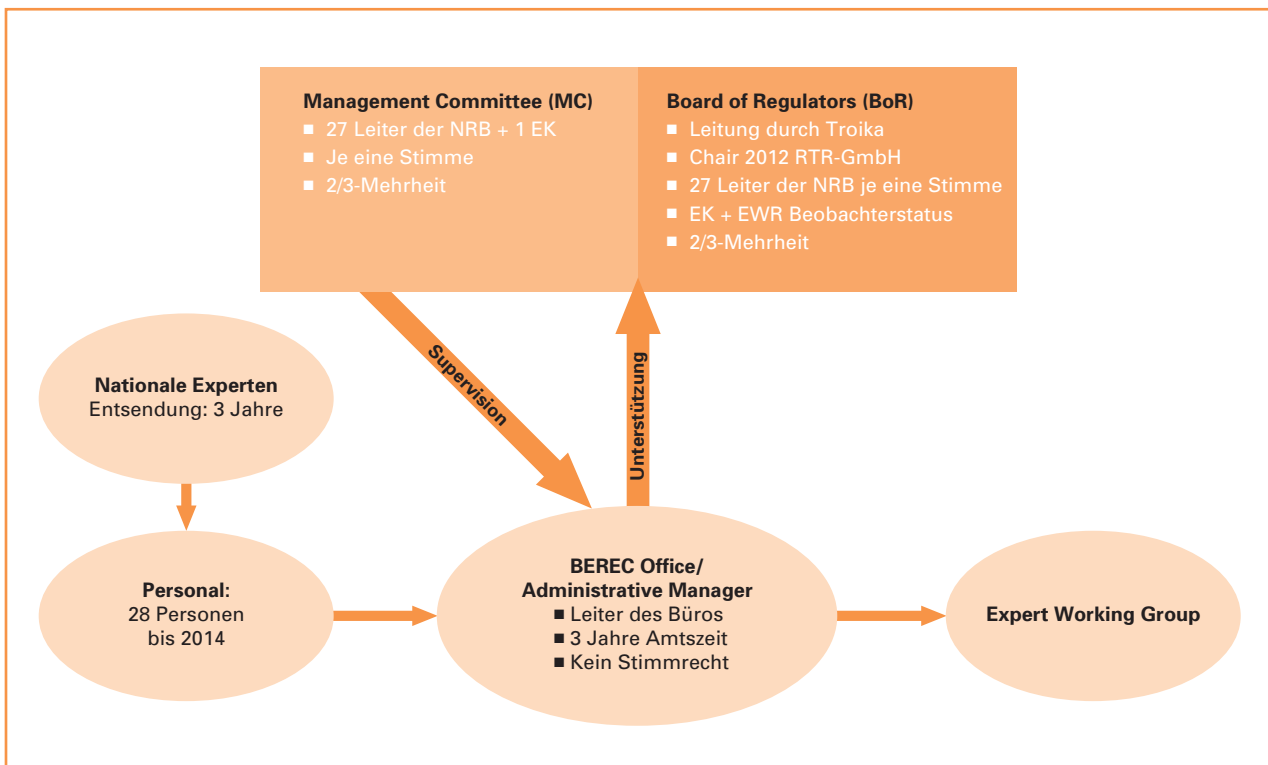 Management Committee (MC)
■ 27 Leiter der NRB + 1 EK
■ Je eine Stimme
■ 2/3-Mehrheit
Board of Regulators (BoR)
■ Leitung durch Troika
■ Chair 2012 RTR-GmbH
■ 27 Leiter der NRB je eine Stimme
■ EK + EWR Beobachterstatus
■ 2/3-Mehrheit
Supervision
Unterstützung
Nationale Experten
Entsendung: 3 Jahre
Personal:
28 Personen
bis 2014
BEREC Office/
Administrative Manager
■ Leiter des Büros
■ 3 Jahre Amtszeit
■ Kein Stimmrecht
Expert Working Group